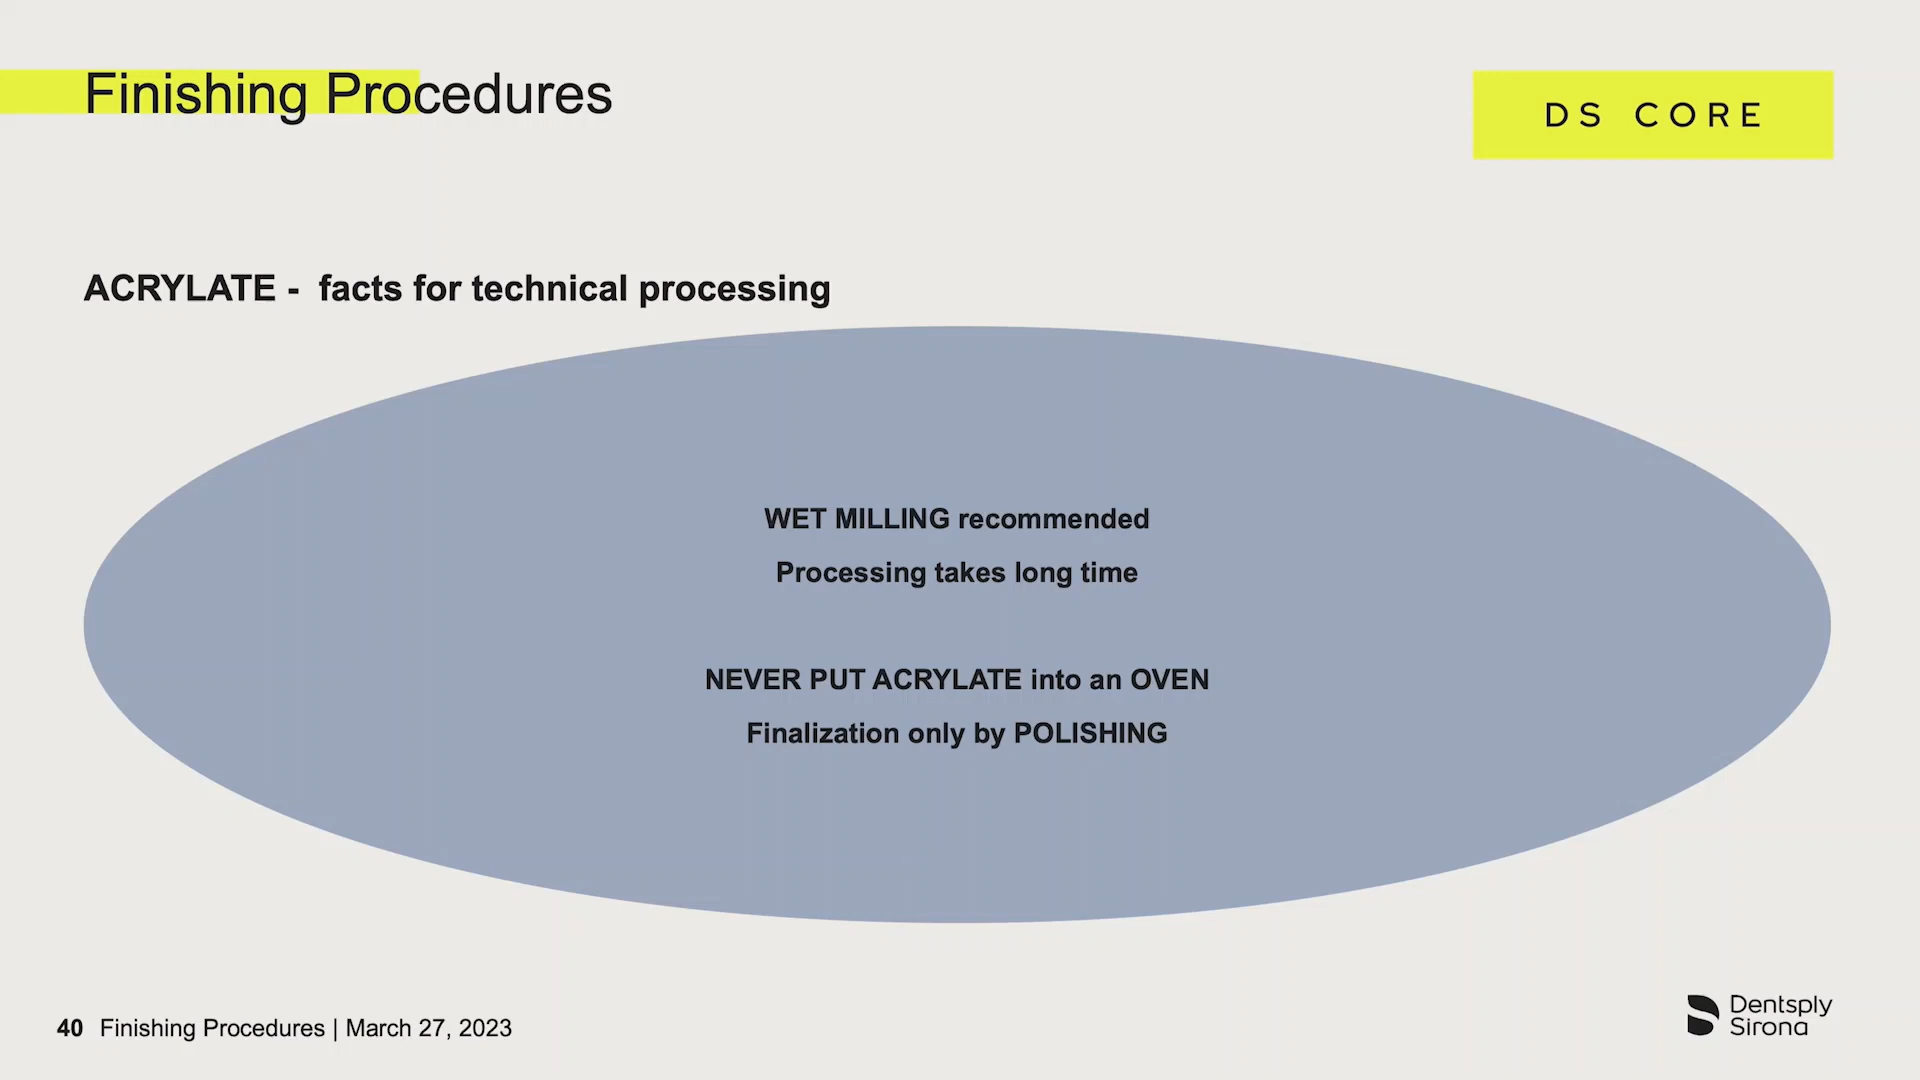 Finishing Procedures
DS CORE
ACRYLATE - facts for technical processing
WET MILLING recommended
Processing takes long time
NEVER PUT ACRYLATE into an OVEN
Finalization only by POLISHING
40 Finishing Procedures | March 27, 2023
Dentsply
Sirona